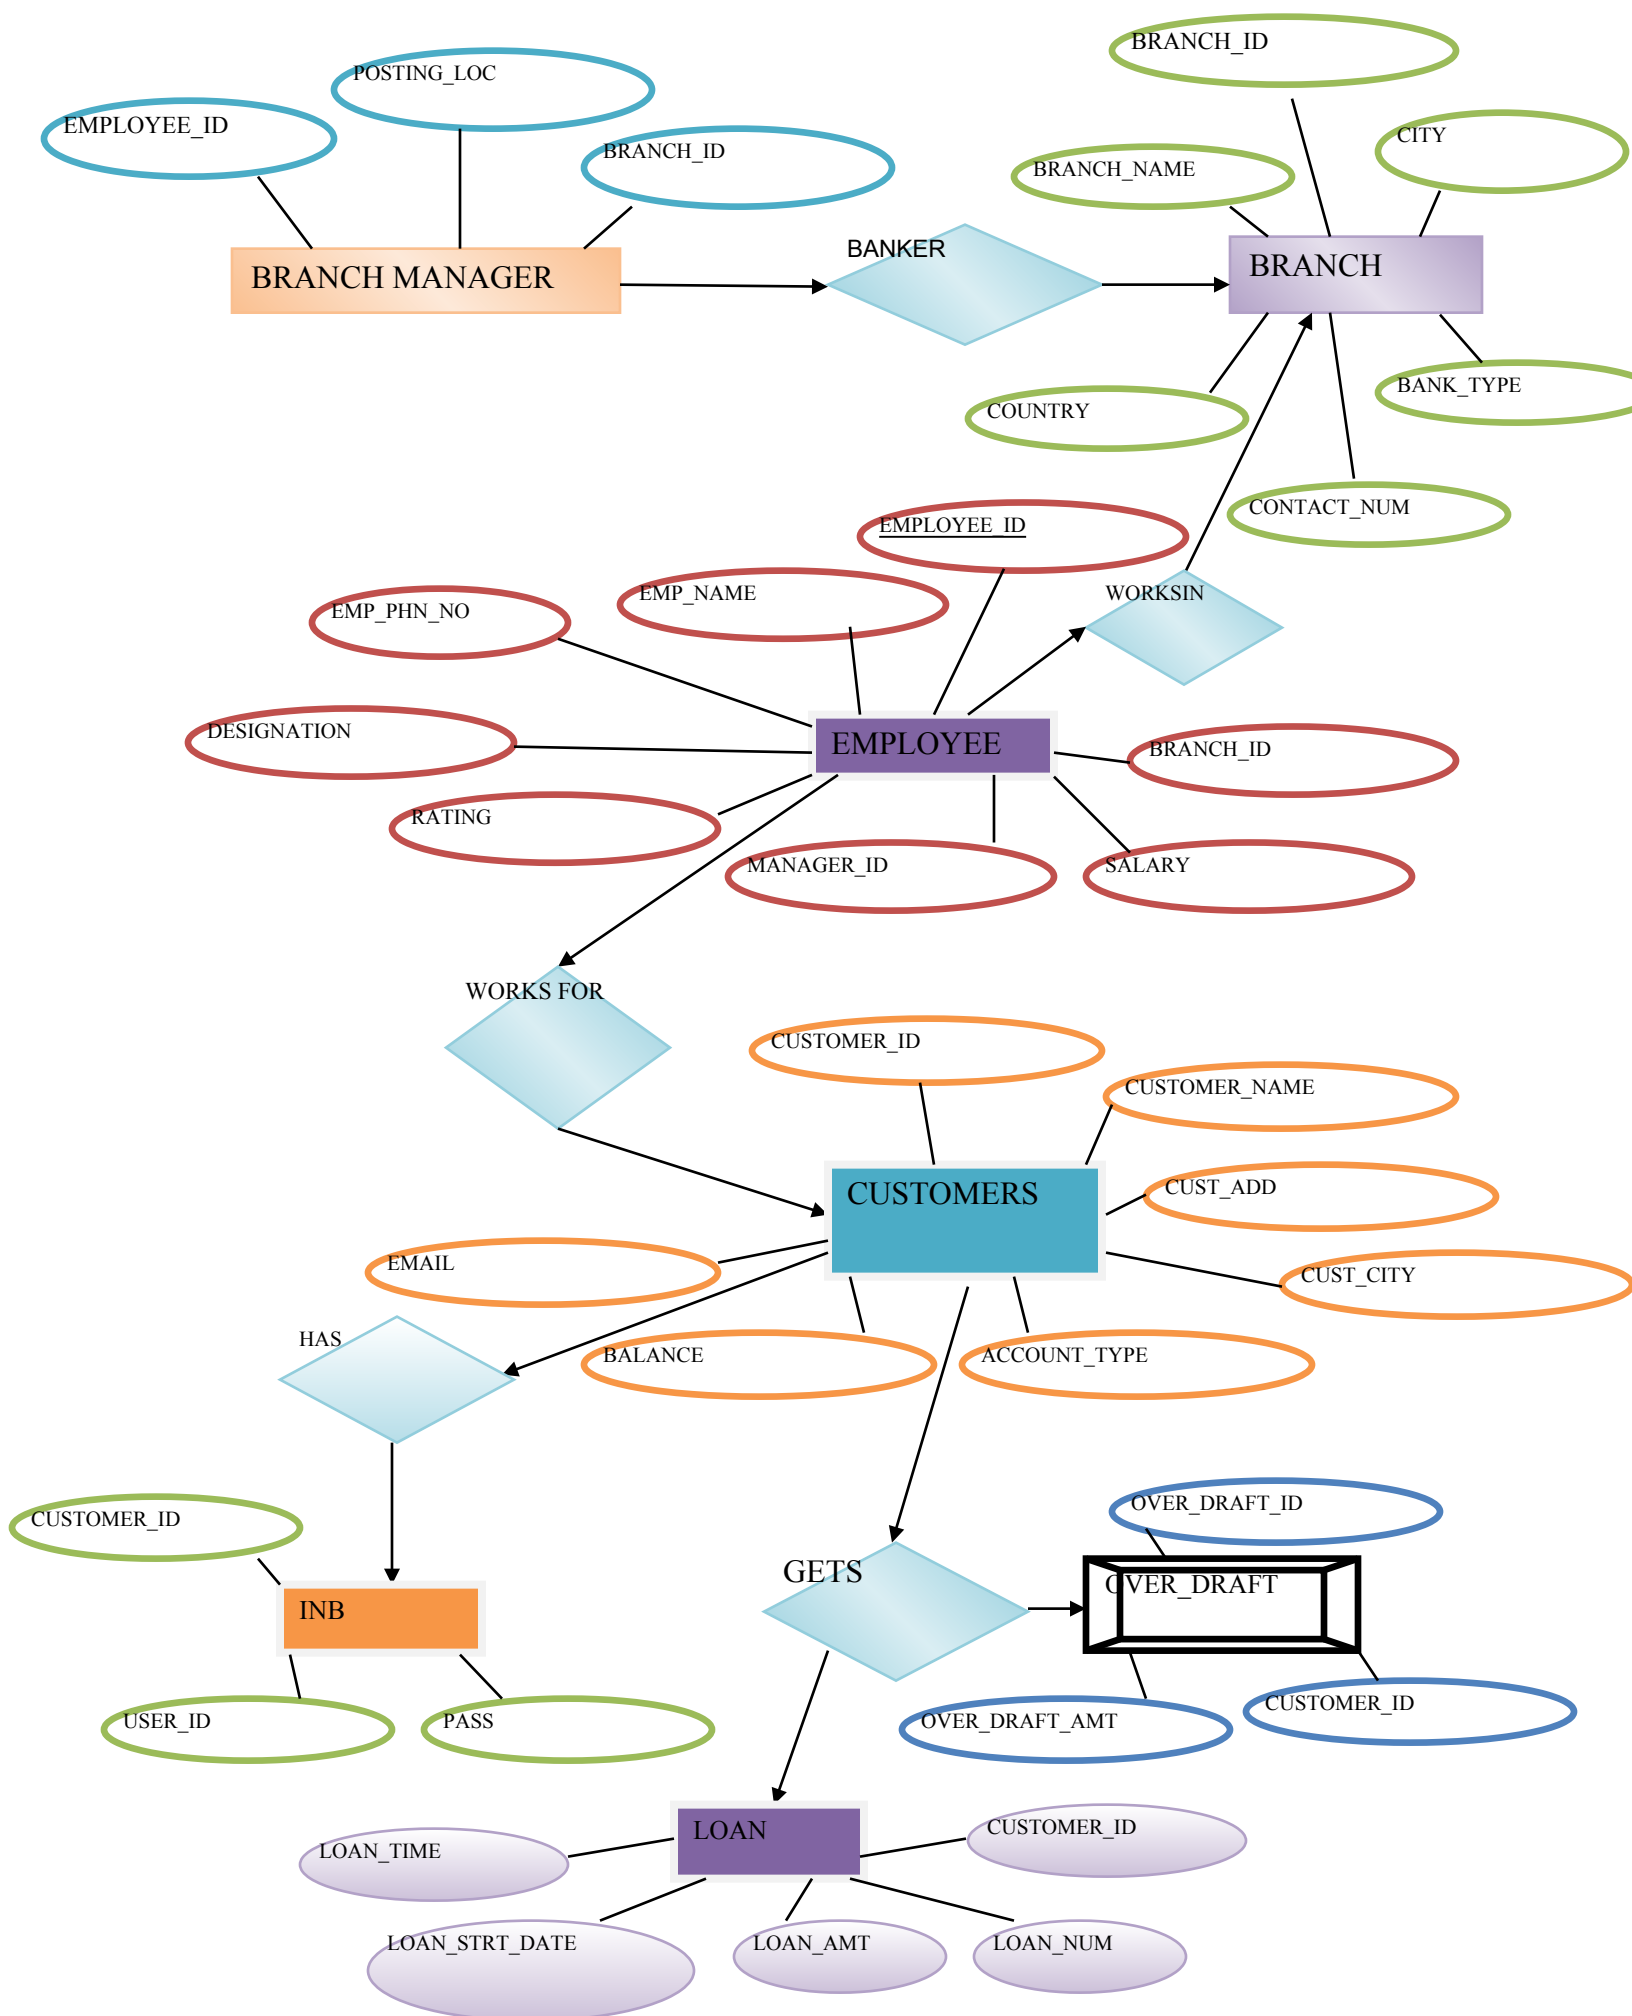 BRANCH_ID
POSTING_LOC
EMPLOYEE_ID
CITY
BRANCH_ID
BRANCH_NAME
BANKER
BRANCH MANAGER
BRANCH
BANK_TYPE
COUNTRY
CONTACT_NUM
EMPLOYEE_ID
EMP_NAME
WORKSIN
EMP_PHN_NO
DESIGNATION
EMPLOYEE
BRANCH_ID
RATING
MANAGER_ID
SALARY
WORKS FOR
CUSTOMER_ID
CUSTOMER_NAME
CUST_ADD
CUSTOMERS
EMAIL
CUST_CITY
HAS
BALANCE
ACCOUNT_TYPE
OVER_DRAFT_ID
CUSTOMER_ID
GETS
OVER_DRAFT
INB
USER_ID
PASS
OVER_DRAFT_AMT
CUSTOMER_ID
LOAN
CUSTOMER_ID
LOAN_TIME
LOAN_STRT_DATE
LOAN_AMT
LOAN_NUM